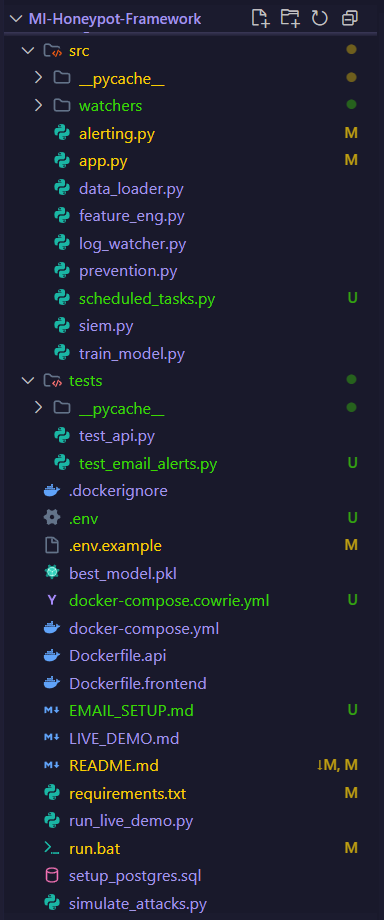 MI-Honeypot-Framework
src
__pycache__
watchers
alerting.py M
app.py M
data_loader.py
feature_eng.py
log_watcher.py
prevention.py
scheduled_tasks.py U
siem.py
train_model.py
tests
__pycache__
test_api.py
test_email_alerts.py U
.dockerignore
.env U
.env.example M
best_model.pkl
docker-compose.cowrie.yml U
docker-compose.yml
Dockerfile.api
Dockerfile.frontend
EMAIL_SETUP.md U
LIVE_DEMO.md
README.md ↓M, M
requirements.txt M
run_live_demo.py
run.bat M
setup_postgres.sql
simulate_attacks.py